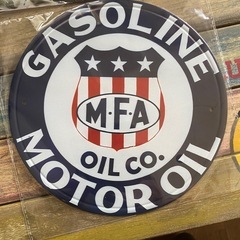 GASOLINE
M·F·A
OIL CO.
MOTOR OIL